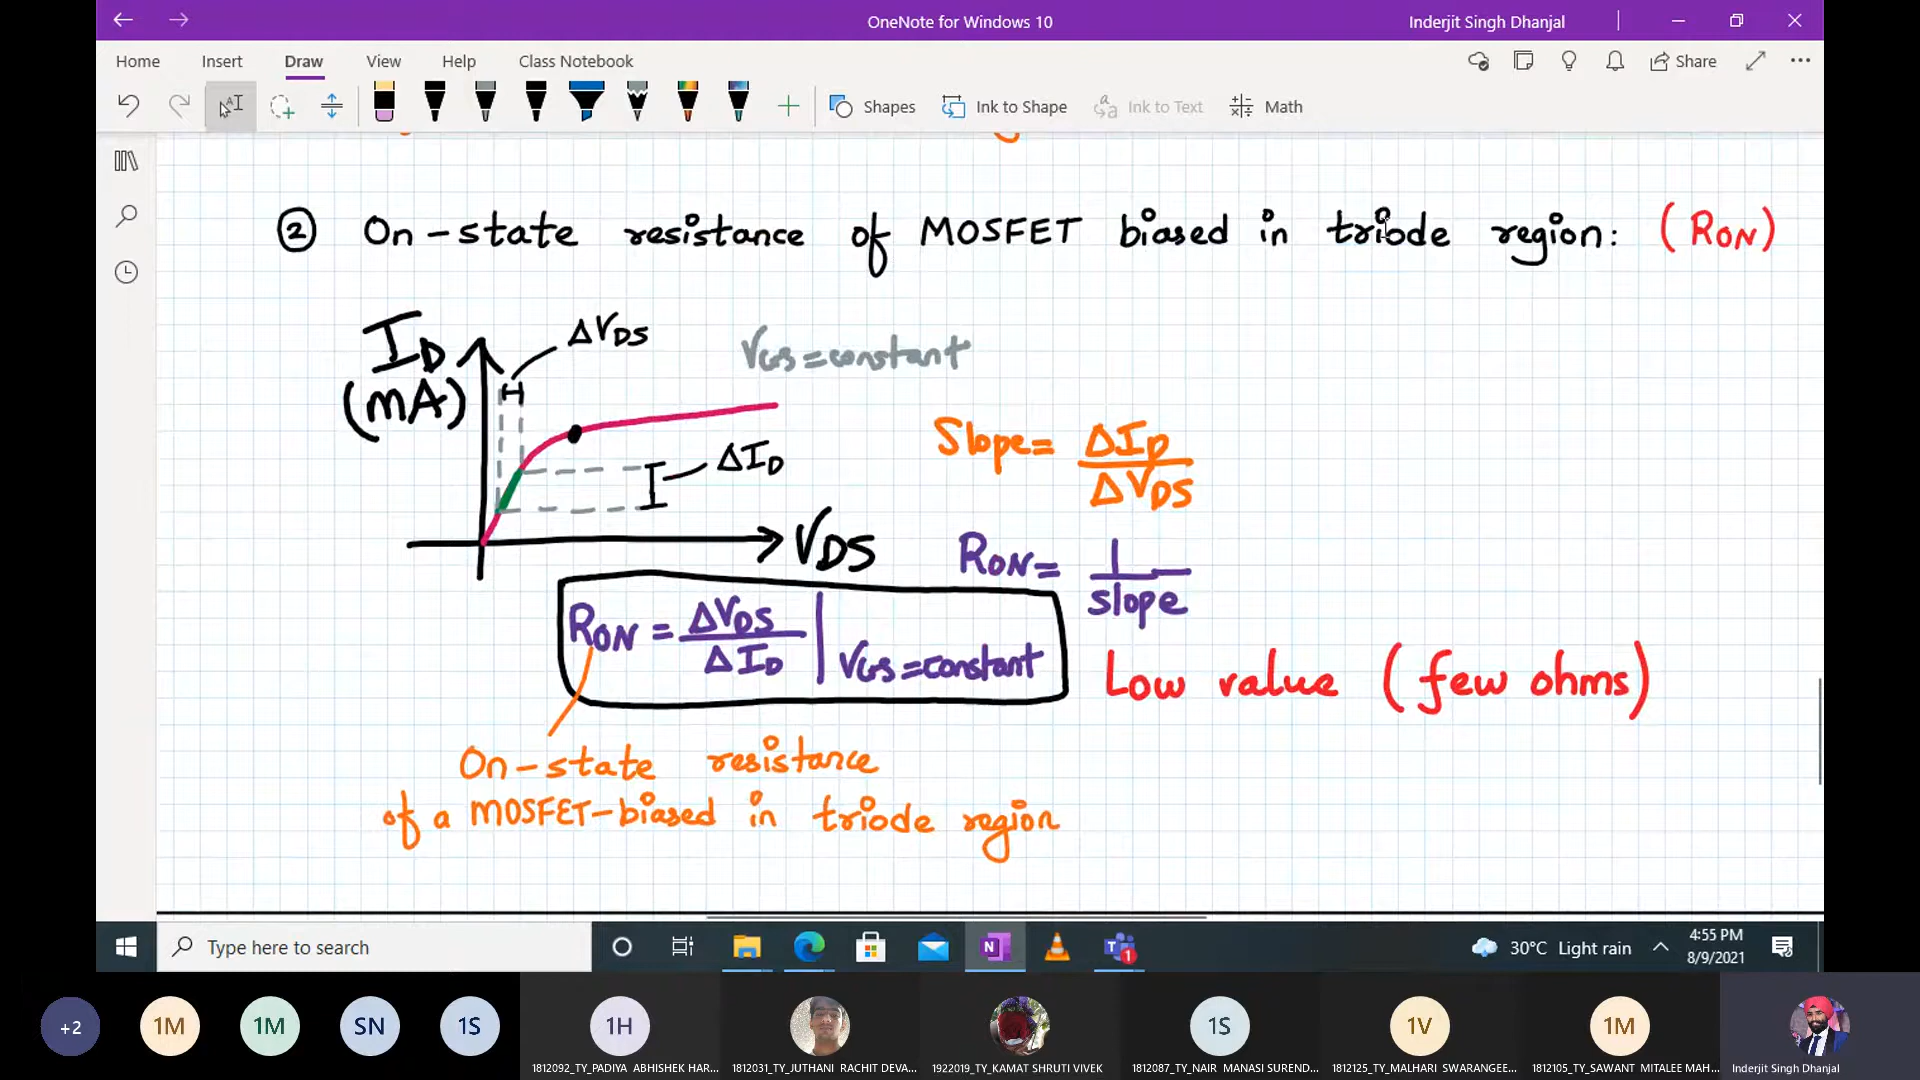 OneNote for Windows 10
Inderjit Singh Dhanjal
Home Insert Draw View Help Class Notebook
Share
Shapes Ink to Shape Ink to Text Math
② On-state resistance of MOSFET biased in triode region: (RON)
ID
(mA)
ΔVDS
VGS=constant
ΔID
VDS
Slope= ΔID
ΔVDS
RON= 1
slope
RON = ΔVDS
ΔID
VGS=constant
Low value (few ohms)
On-state resistance
of a MOSFET-biased in triode region
Type here to search
N
T
1
30°C Light rain
4:55 PM
8/9/2021
+2 1M 1M SN 1S 1H 1S 1V 1M
1812092_TY_PADIYA ABHISHEK HAR...
1812031_TY_JUTHANI RACHIT DEVA...
1922019_TY_KAMAT SHRUTI VIVEK
1812087_TY_NAIR MANASI SUREND...
1812125_TY_MALHARI SWARANGEE...
1812105_TY_SAWANT MITALEE MAH...
Inderjit Singh Dhanjal